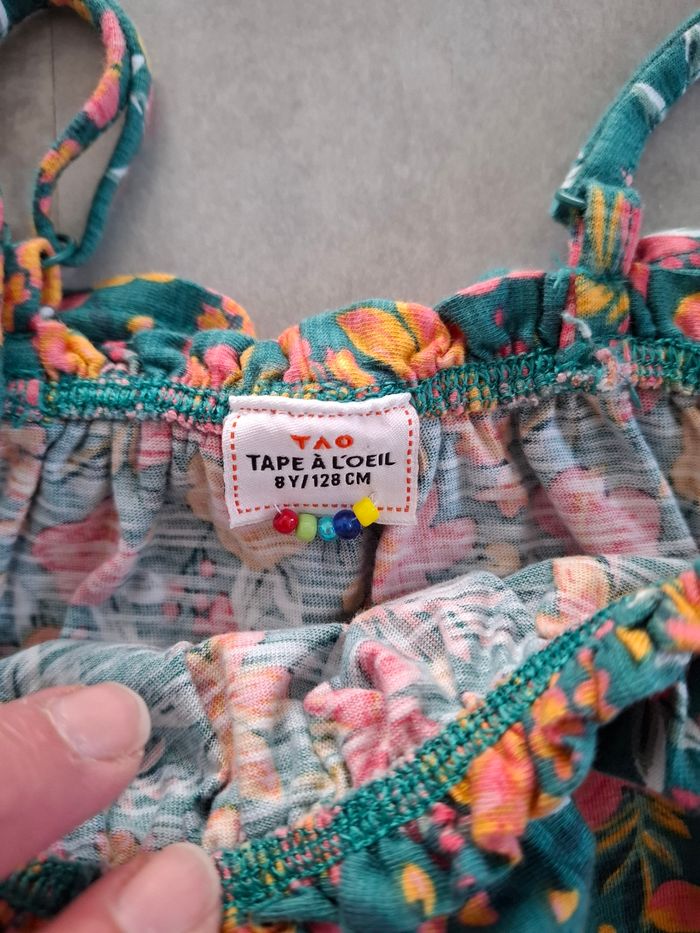 TAO
TAPE À L'OEIL
8Y/128 CM